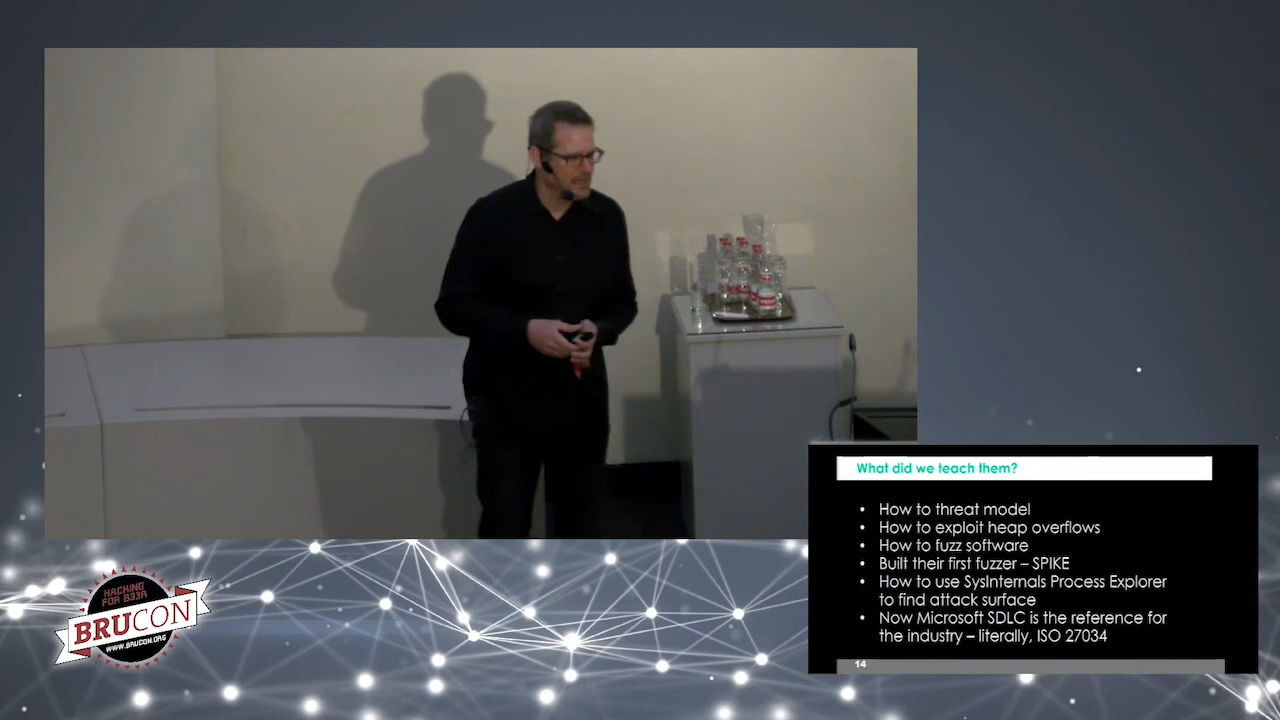 What did we teach them?
• How to threat model
• How to exploit heap overflows
• How to fuzz software
• Built their first fuzzer – SPIKE
• How to use SysInternals Process Explorer
to find attack surface
• Now Microsoft SDLC is the reference for
the industry – literally, ISO 27034
14
HACKING
FOR B33R
BRUCON
WWW.BRUCON.ORG